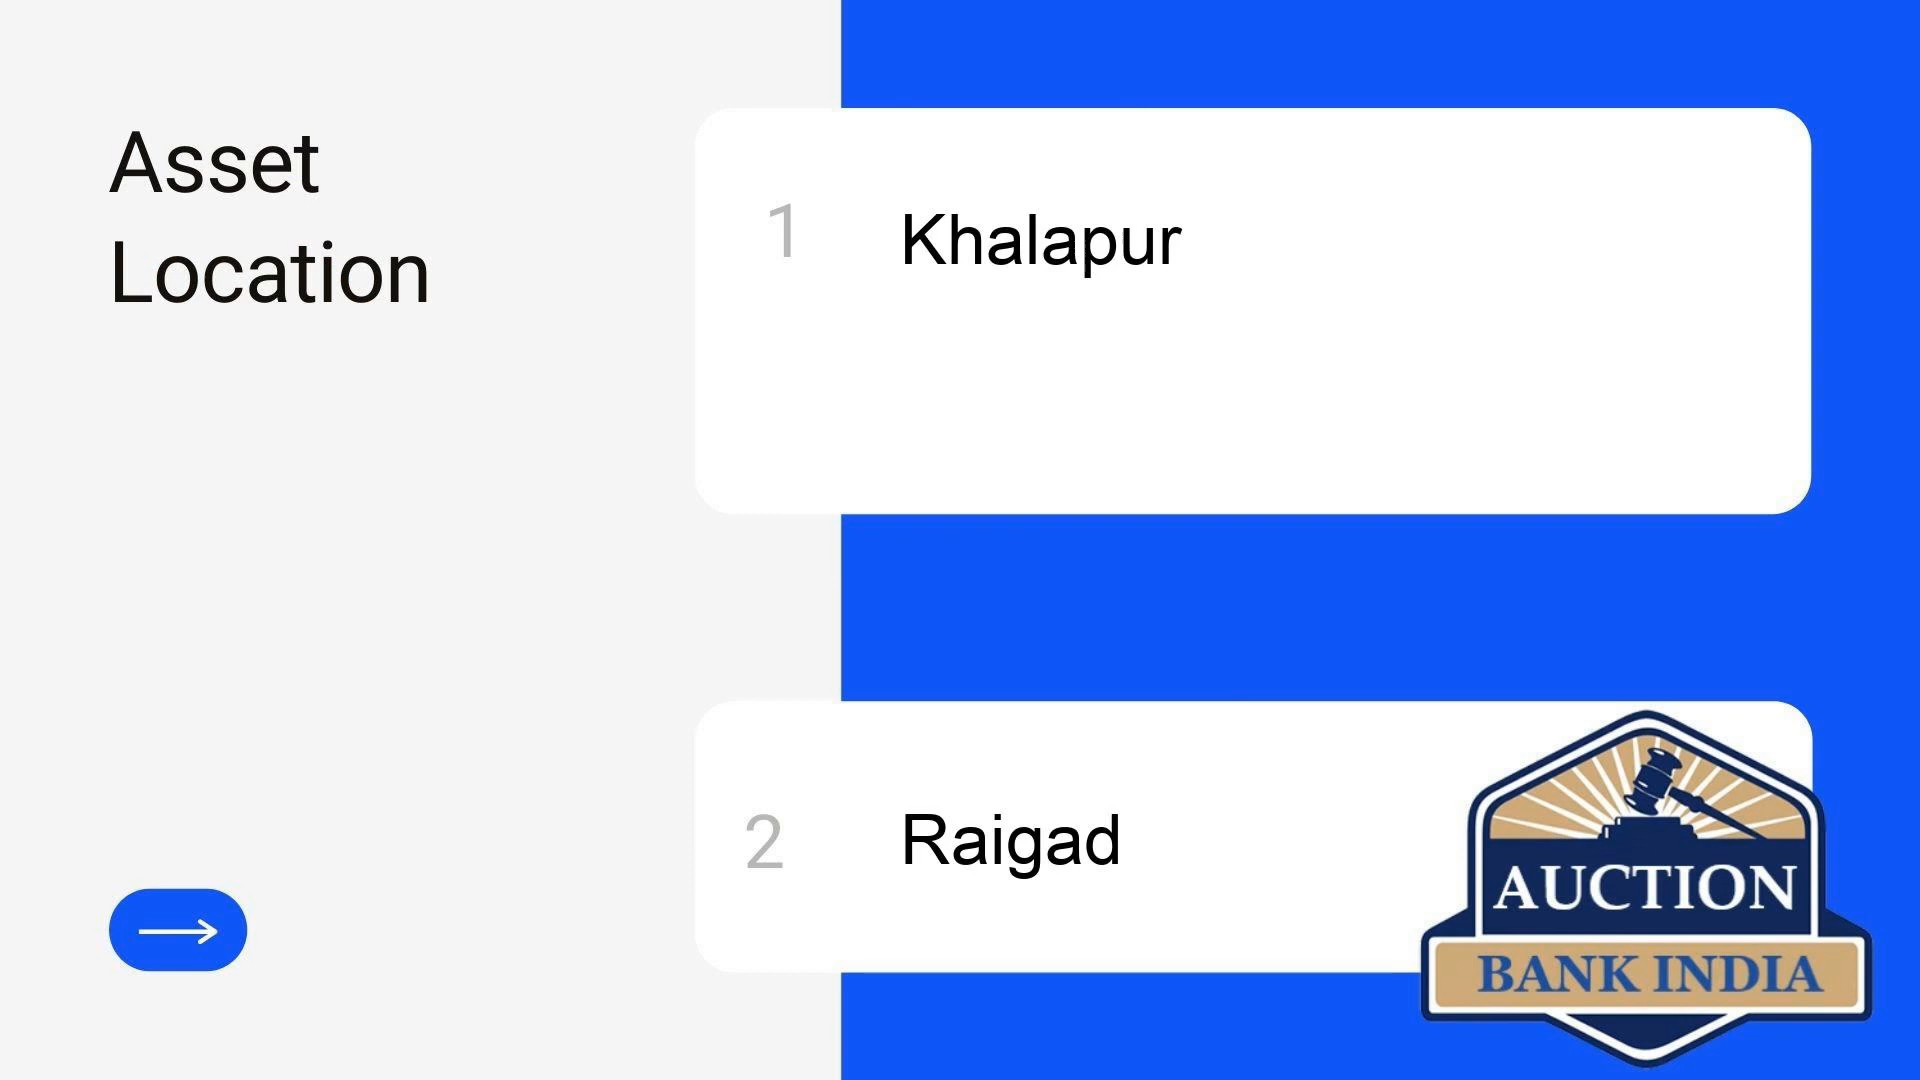 Asset
Location
1
Khalapur
2
Raigad
AUCTION
BANK INDIA